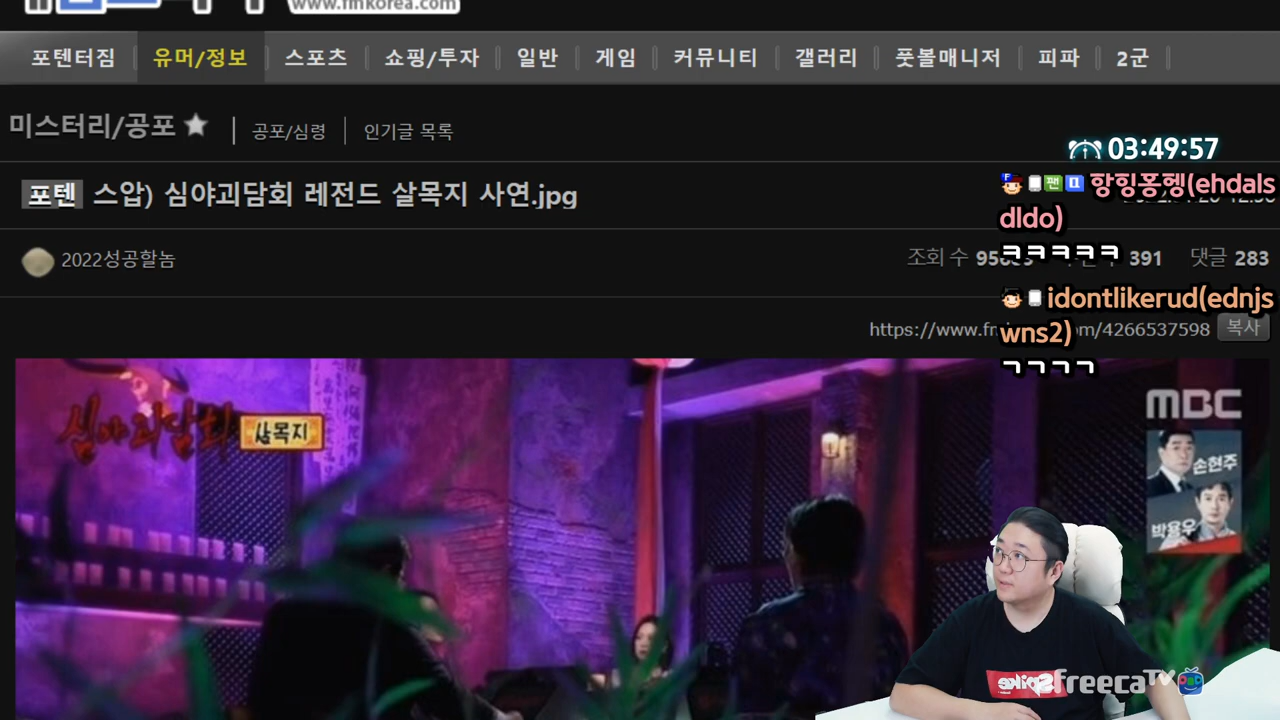 www.fmkorea.com
포텐터짐 유머/정보 스포츠 쇼핑/투자 일반 게임 커뮤니티 갤러리 풋볼매니저 피파 2군
미스터리/공포 공포/심령 인기글 목록
03:49:57
포텐 스압) 심야괴담회 레전드 살목지 사연.jpg
항힝퐁헹(ehdals
dldo)
ㅋㅋㅋㅋㅋ
2022성공할놈
조회 수 391 댓글 283
idontlikerud(ednjs
wns2)
ㄱㄱㄱㄱ
https://www.fm /4266537598 복사
심야괴담회 살목지
MBC
손현주
박용우
afreecaTV